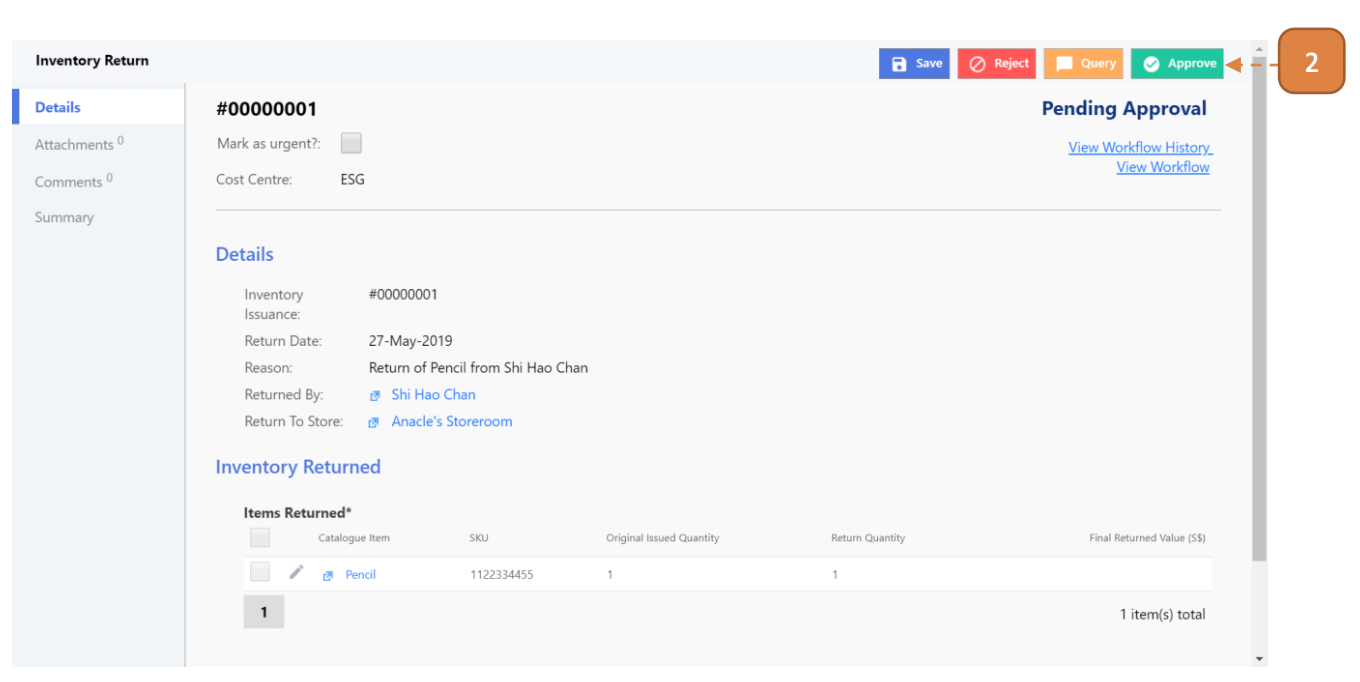 Inventory Return
Save Reject Query Approve
2
Details
Attachments 0
Comments 0
Summary
#00000001
Pending Approval
Mark as urgent?:
View Workflow History
View Workflow
Cost Centre: ESG
Details
Inventory Issuance: #00000001
Return Date: 27-May-2019
Reason: Return of Pencil from Shi Hao Chan
Returned By: Shi Hao Chan
Return To Store: Anacle's Storeroom
Inventory Returned
Items Returned*
Catalogue Item SKU Original Issued Quantity Return Quantity Final Returned Value (S$)
Pencil 1122334455 1 1
1
1 item(s) total